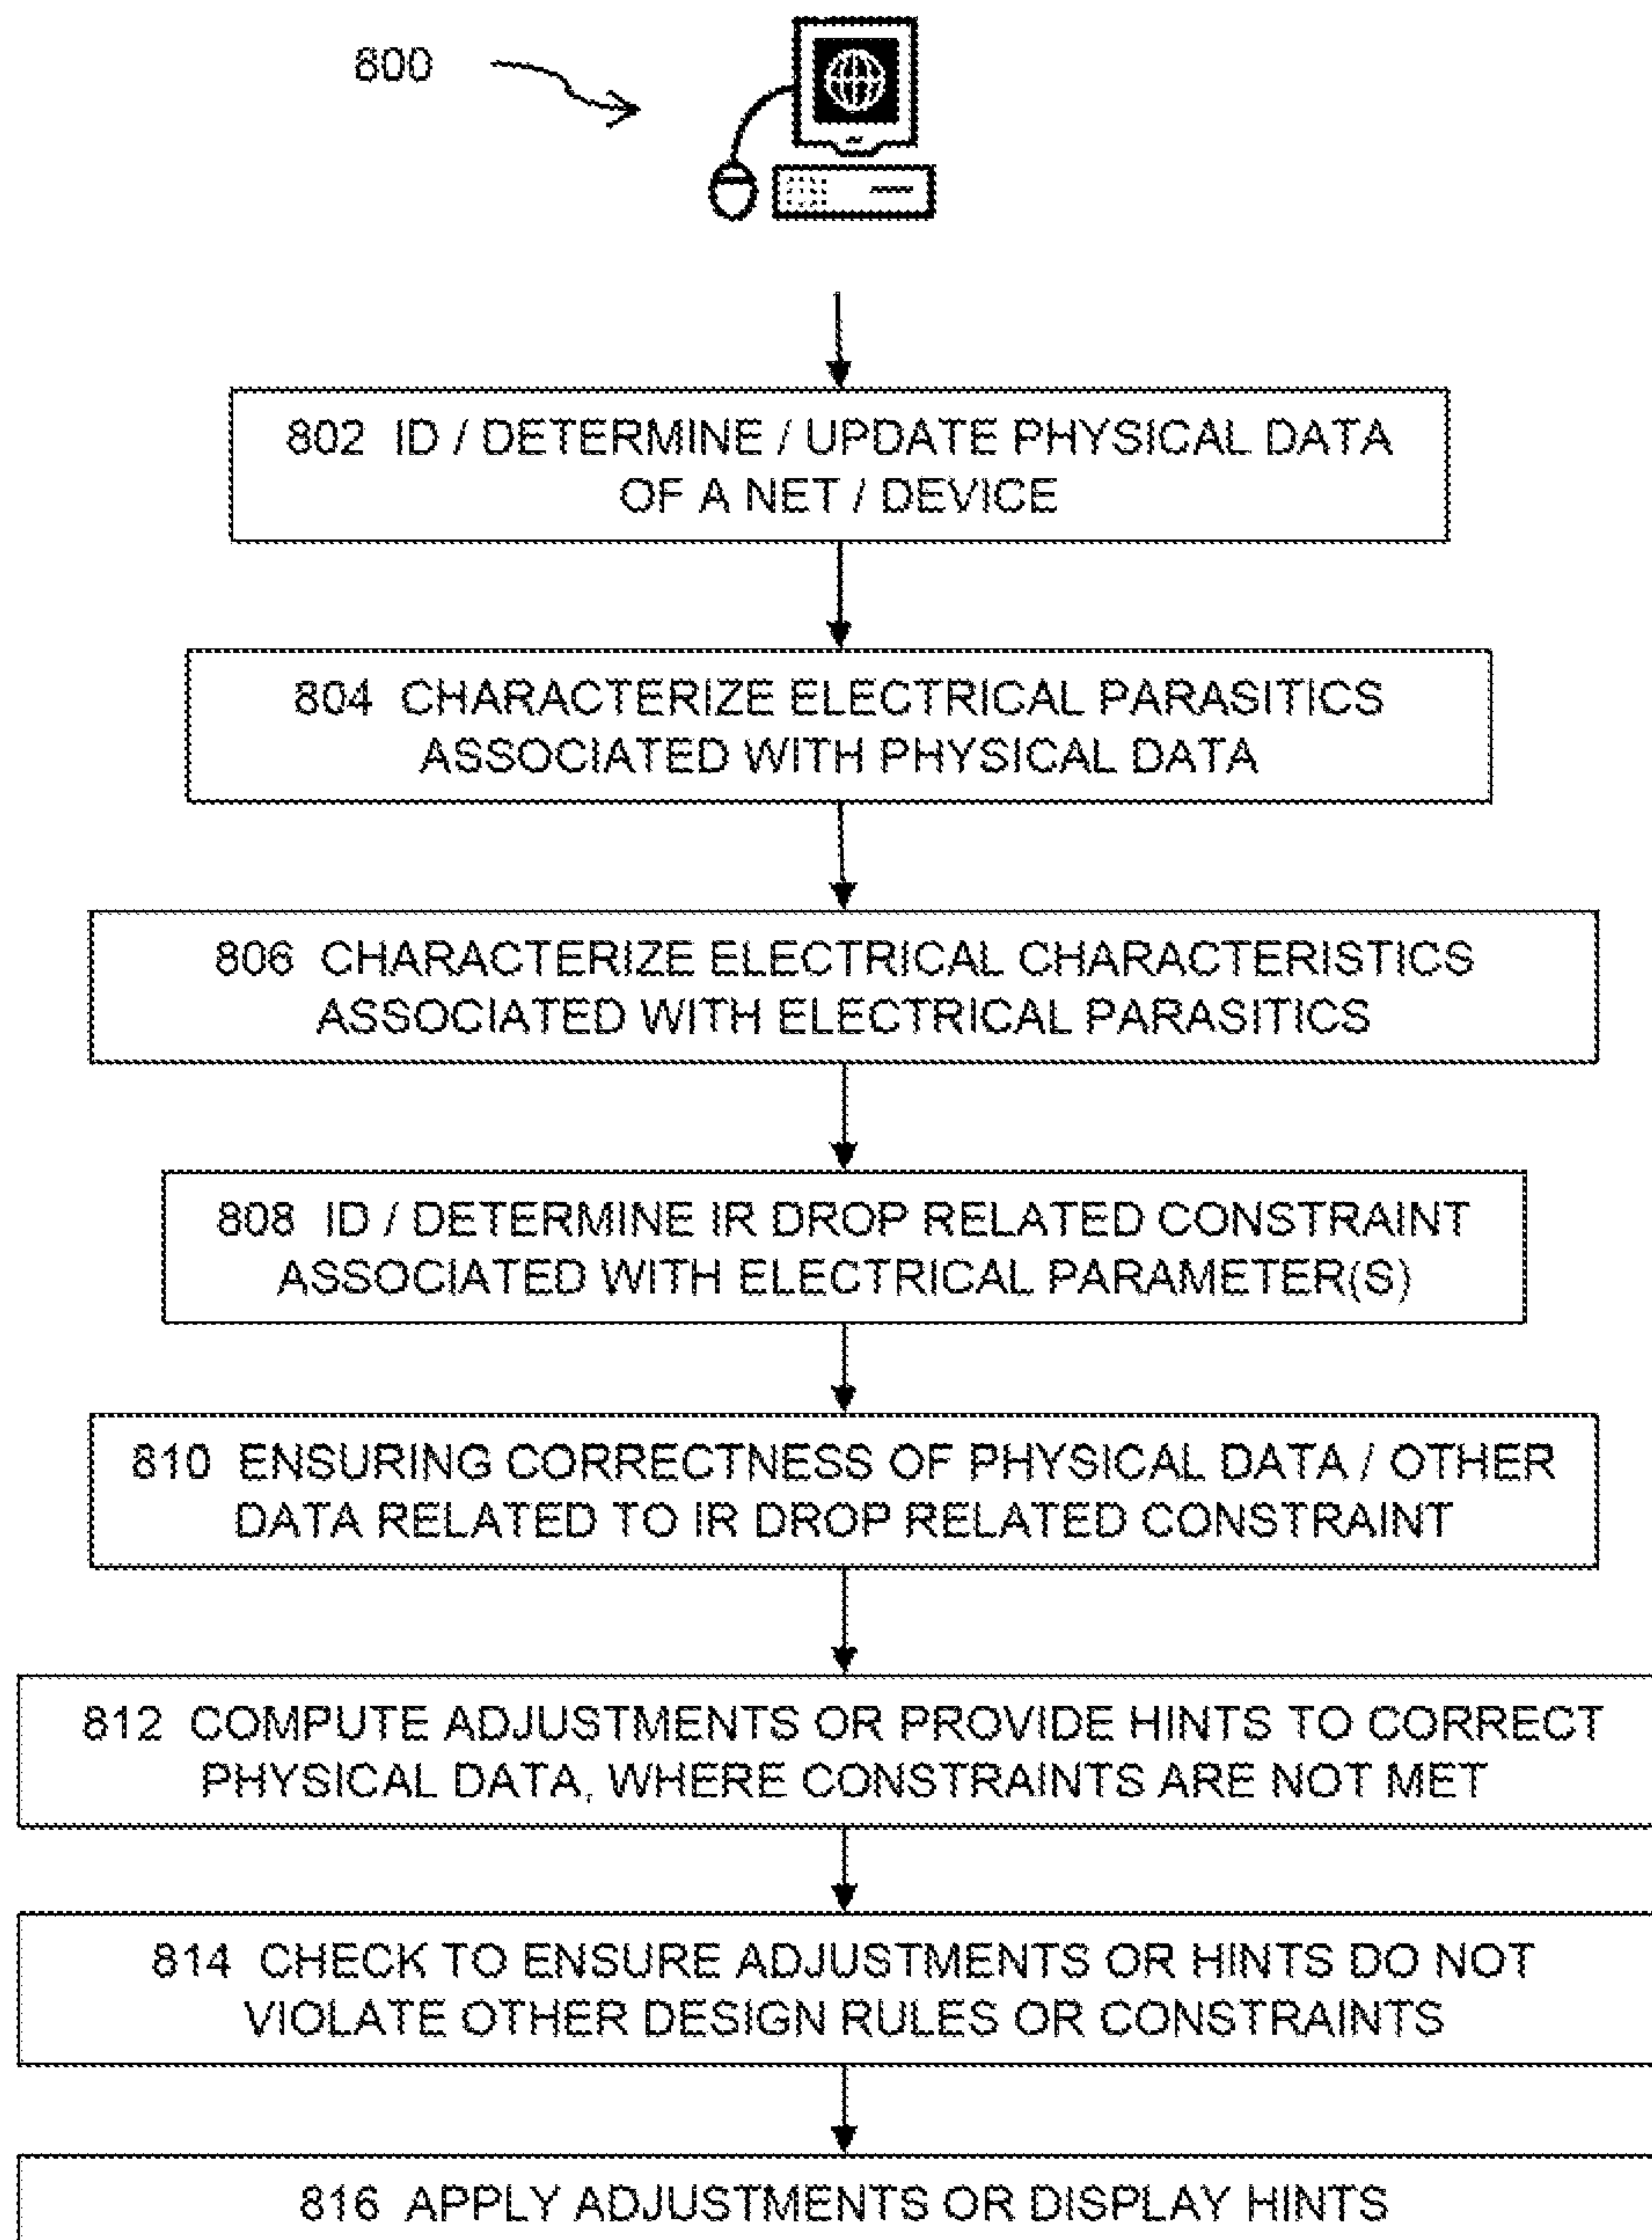 800
802 ID / DETERMINE / UPDATE PHYSICAL DATA
OF A NET / DEVICE
804 CHARACTERIZE ELECTRICAL PARASITICS
ASSOCIATED WITH PHYSICAL DATA
806 CHARACTERIZE ELECTRICAL CHARACTERISTICS
ASSOCIATED WITH ELECTRICAL PARASITICS
808 ID / DETERMINE IR DROP RELATED CONSTRAINT
ASSOCIATED WITH ELECTRICAL PARAMETER(S)
810 ENSURING CORRECTNESS OF PHYSICAL DATA / OTHER
DATA RELATED TO IR DROP RELATED CONSTRAINT
812 COMPUTE ADJUSTMENTS OR PROVIDE HINTS TO CORRECT
PHYSICAL DATA, WHERE CONSTRAINTS ARE NOT MET
814 CHECK TO ENSURE ADJUSTMENTS OR HINTS DO NOT
VIOLATE OTHER DESIGN RULES OR CONSTRAINTS
816 APPLY ADJUSTMENTS OR DISPLAY HINTS